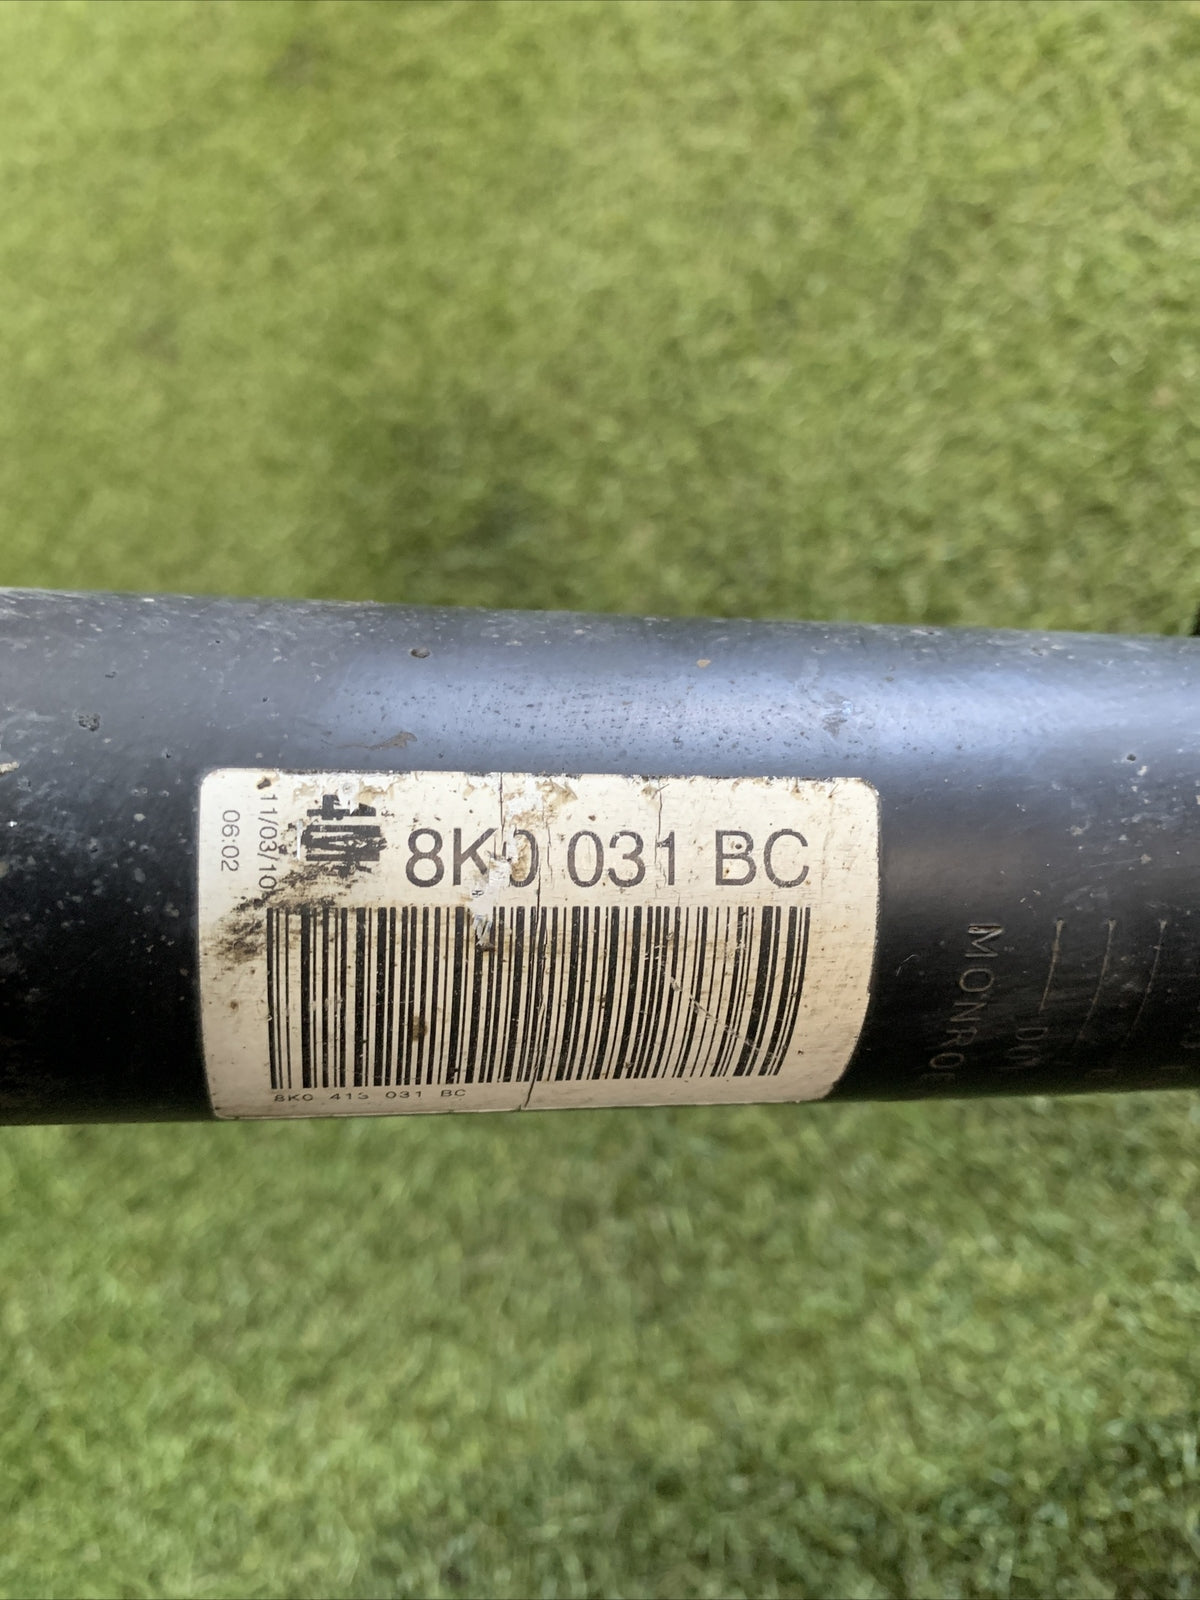 11/03/10
06:02
8K0 031 BC
8K0 413 031 BC
MONROE